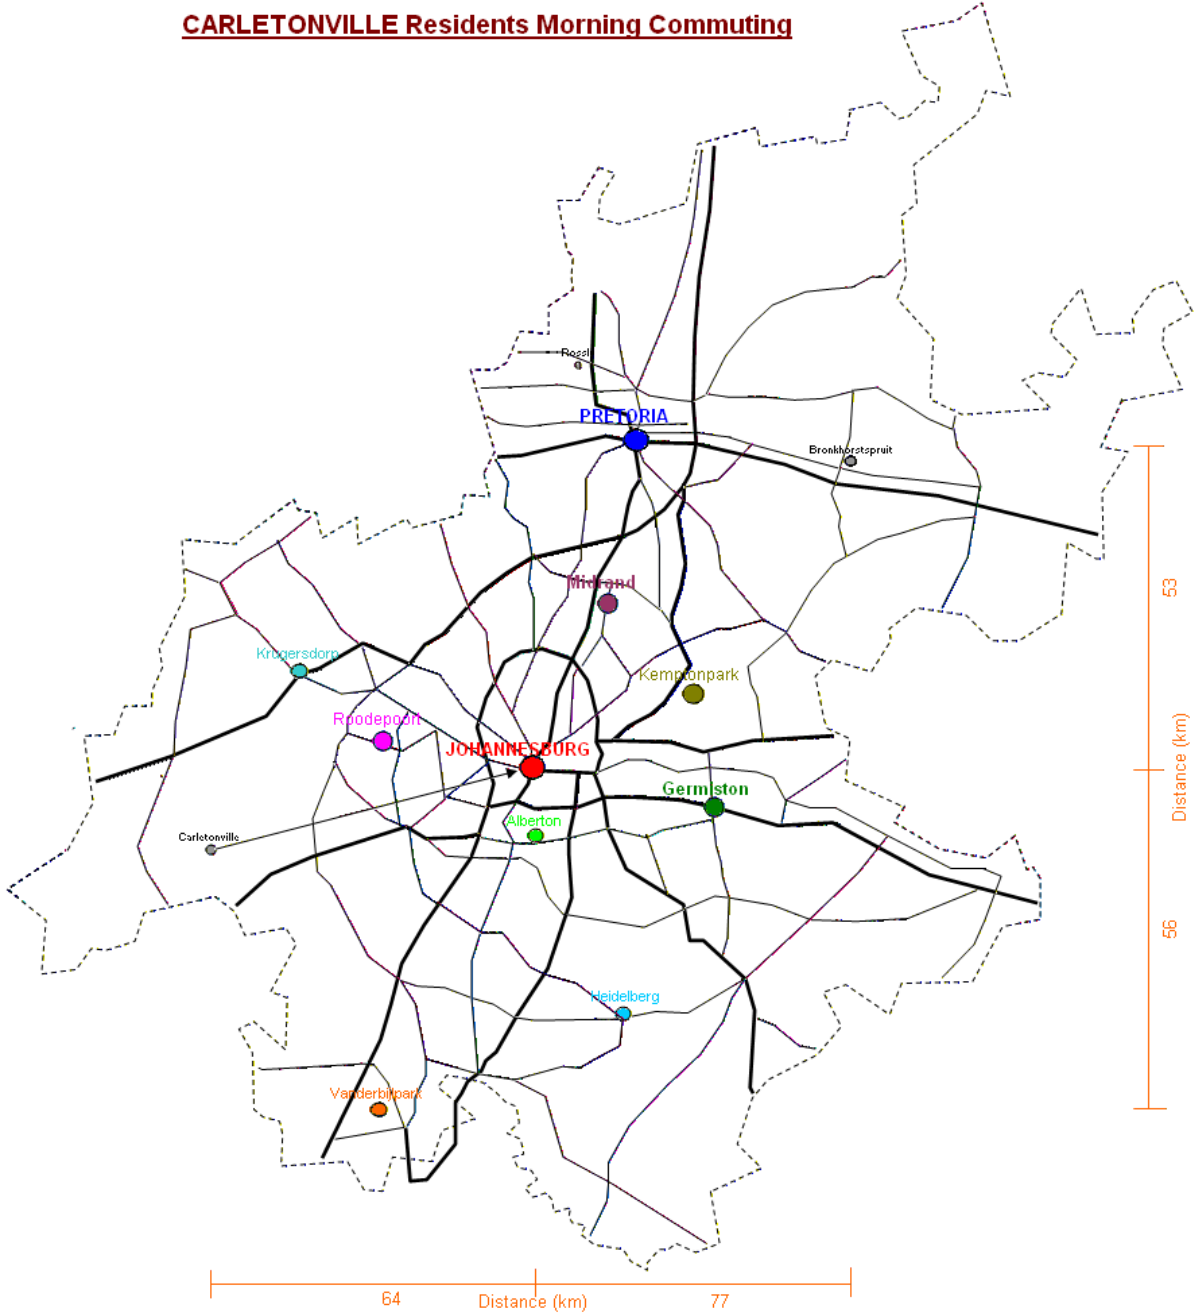 CARLETONVILLE Residents Morning Commuting
Rossl
PRETORIA
Bronkhorstspruit
Midrand
53
Krugersdorp
Kemptonpark
Roodepoort
JOHANNESBURG
Distance (km)
Germiston
Alberton
Carletonville
56
Heidelberg
Vanderbijlpark
64
Distance (km)
77